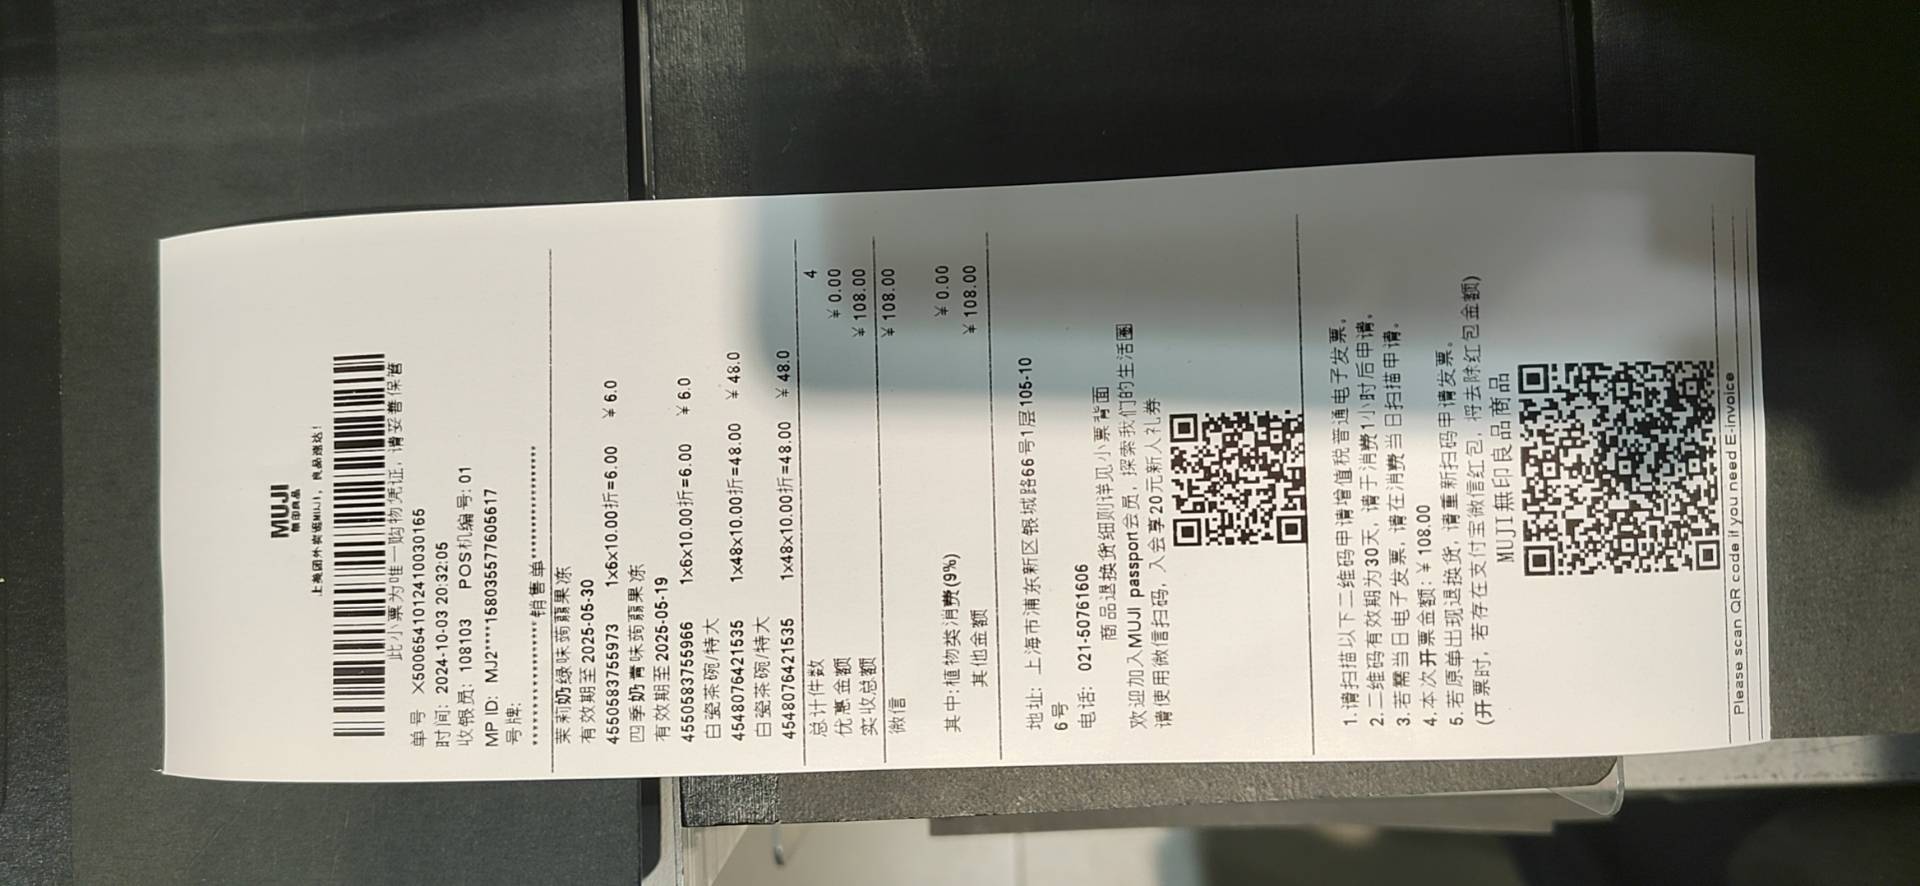 MUJI
無印良品
上美团外卖搜MUJI，良品速达！
此小票为唯一购物凭证，请妥善保管
单号 X500654101241003​0165
时间: 2024-10-03 20:32:05
收银员: 108103 POS机编号: 01
MP ID: MJ2****15803557760​5617
号牌:
************销售单************
茉莉奶绿味蒟蒻果冻
有效期至 2025-05-30
4550583755973 1x6x10.00折=6.00 ¥ 6.0
四季奶青味蒟蒻果冻
有效期至 2025-05-19
4550583755966 1x6x10.00折=6.00 ¥ 6.0
白瓷茶碗/特大
4548076421535 1x48x10.00折=48.00 ¥ 48.0
白瓷茶碗/特大
4548076421535 1x48x10.00折=48.00 ¥ 48.0
总计件数 4
优惠金额 ¥ 0.00
实收总额 ¥ 108.00
微信 ¥ 108.00
其中:植物类消费(9%) ¥ 0.00
其他金额 ¥ 108.00
地址: 上海市浦东新区银城路66号1层105-10
6号
电话: 021-50761606
商品退换货细则详见小票背面
欢迎加入MUJI passport会员，探索我们的生活圈
请使用微信扫码，入会享20元新人礼券
1.请扫描以下二维码申请增值税普通电子发票。
2.二维码有效期为30天，请于消费1小时后申请。
3.若需当日电子发票，请在消费当日扫描申请。
4.本次开票金额: ¥ 108.00
5.若原单出现退换货，请重新扫码申请发票。
(开票时，若存在支付宝微信红包，将去除红包金额)
MUJI無印良品商品
Please scan QR code if you need E-invoice